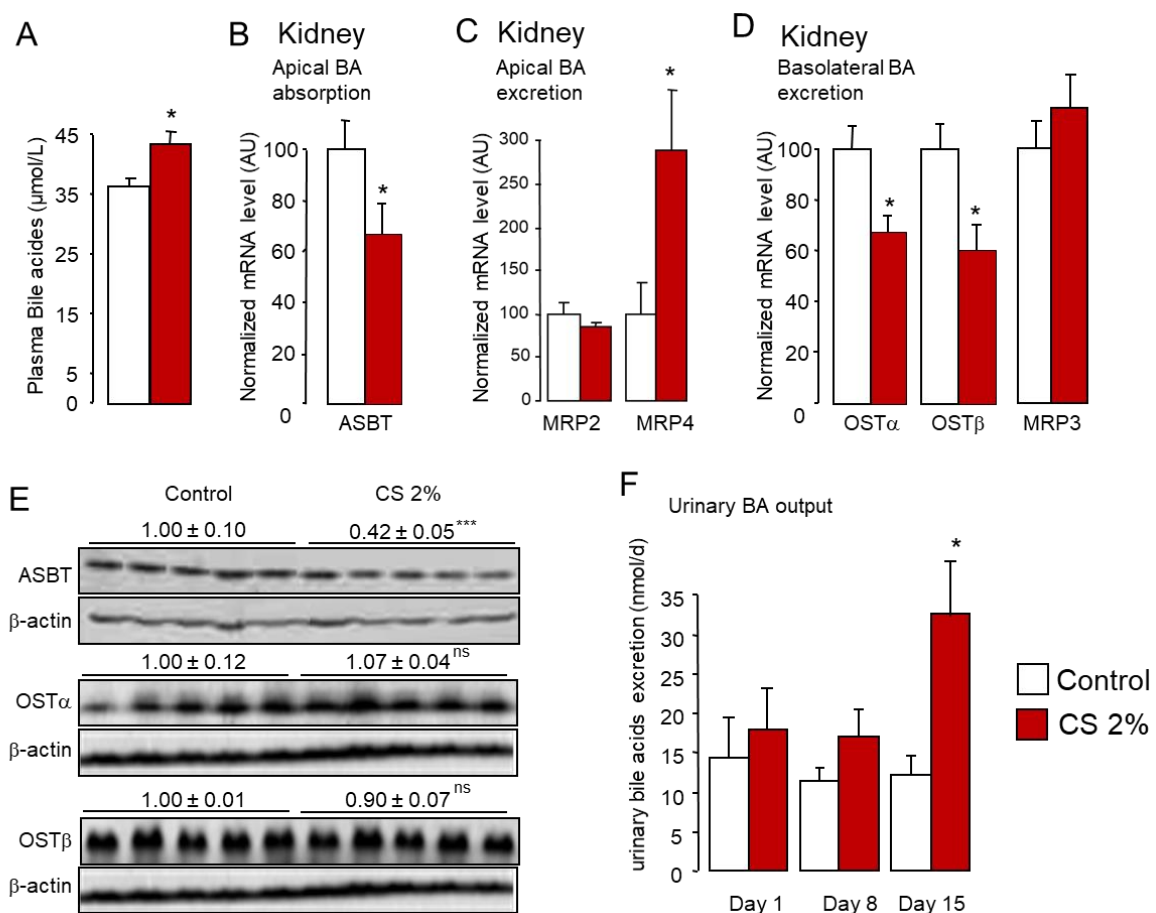 A
Plasma Bile acides (µmol/L)
45
35
25
15
5
0
*
B
Kidney
Apical BA
absorption
Normalized mRNA level (AU)
100
80
60
40
20
0
*
ASBT
C
Kidney
Apical BA
excretion
Normalized mRNA level (AU)
300
250
200
150
100
50
0
*
MRP2 MRP4
D
Kidney
Basolateral BA
excretion
Normalized mRNA level (AU)
100
80
60
40
20
0
*
*
OSTα OSTβ MRP3
E
Control CS 2%
1.00 ± 0.10 0.42 ± 0.05***
ASBT
β-actin
1.00 ± 0.12 1.07 ± 0.04ns
OSTα
β-actin
1.00 ± 0.01 0.90 ± 0.07ns
OSTβ
β-actin
F
Urinary BA output
urinary bile acids excretion (nmol/d)
35
30
25
20
15
10
5
0
*
Day 1 Day 8 Day 15
Control
CS 2%